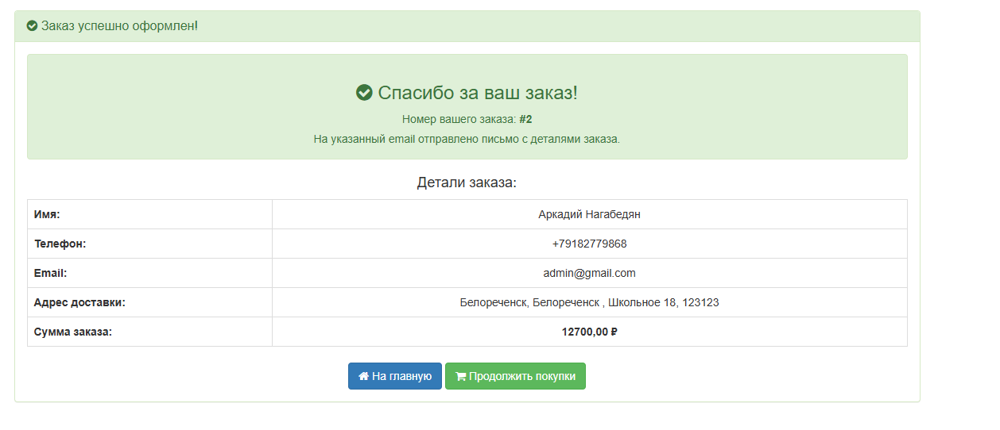 Заказ успешно оформлен!
Спасибо за ваш заказ!
Номер вашего заказа: #2
На указанный email отправлено письмо с деталями заказа.
Детали заказа:
Имя: Аркадий Нагабедян
Телефон: +79182779868
Email: admin@gmail.com
Адрес доставки: Белореченск, Белореченск , Школьное 18, 123123
Сумма заказа: 12700,00 ₽
На главную Продолжить покупки